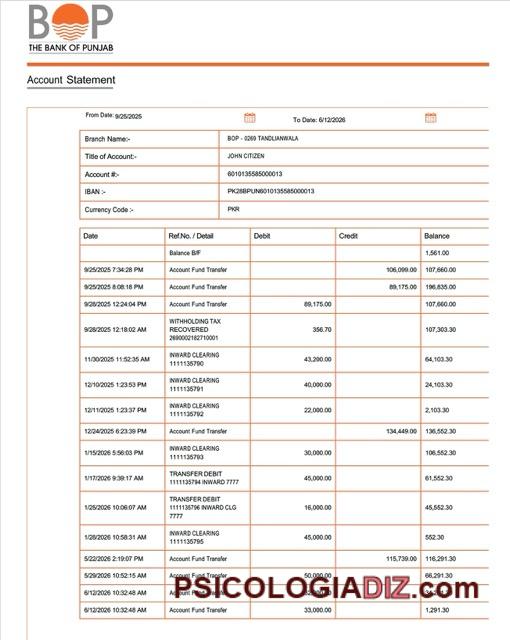 BOP
THE BANK OF PUNJAB
Account Statement
From Date: 9/25/2025 To Date: 6/12/2026
Branch Name:- BOP - 0269 TANDLIANWALA
Title of Account:- JOHN CITIZEN
Account #:- 6010135585000013
IBAN :- PK28BPUN6010135585000013
Currency Code :- PKR
Date Ref.No. / Detail Debit Credit Balance
Balance B/F 1,561.00
9/25/2025 7:34:28 PM Account Fund Transfer 106,099.00 107,660.00
9/25/2025 8:08:18 PM Account Fund Transfer 89,175.00 196,835.00
9/28/2025 12:24:04 PM Account Fund Transfer 89,175.00 107,660.00
WITHHOLDING TAX
9/28/2025 12:18:02 AM RECOVERED 356.70 107,303.30
2690002182710001
11/30/2025 11:52:35 AM INWARD CLEARING 43,200.00 64,103.30
1111135790
12/10/2025 1:23:53 PM INWARD CLEARING 40,000.00 24,103.30
1111135791
12/11/2025 1:23:37 PM INWARD CLEARING 22,000.00 2,103.30
1111135792
12/24/2025 6:23:39 PM Account Fund Transfer 134,449.00 136,552.30
1/15/2026 5:56:03 PM INWARD CLEARING 30,000.00 106,552.30
1111135793
1/17/2026 9:39:17 AM TRANSFER DEBIT 45,000.00 61,552.30
1111135794 INWARD 7777
TRANSFER DEBIT
1/25/2026 10:06:07 AM 1111135796 INWARD CLG 16,000.00 45,552.30
7777
1/28/2026 10:58:31 AM INWARD CLEARING 45,000.00 552.30
1111135795
5/22/2026 2:19:07 PM Account Fund Transfer 115,739.00 116,291.30
5/29/2026 10:52:15 AM Account Fund Transfer 50,000.00 66,291.30
6/12/2026 10:32:48 AM Account Fund Transfer
PSICOLOGIADIZ.com
6/12/2026 10:32:48 AM Account Fund Transfer 33,000.00 1,291.30